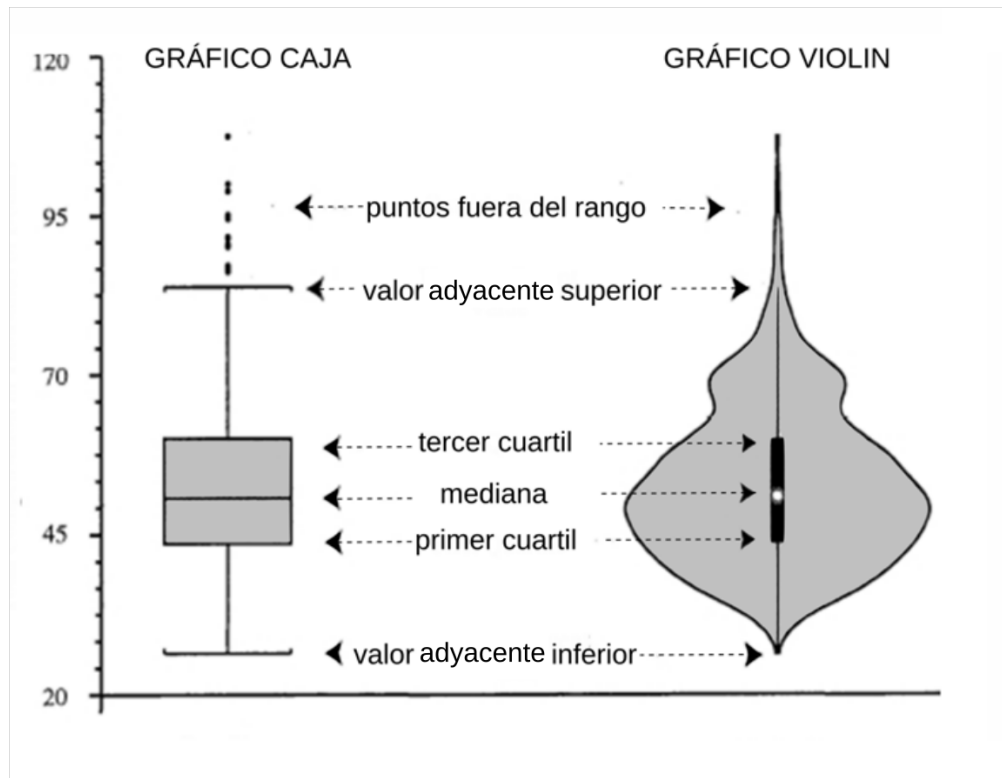 GRÁFICO CAJA
GRÁFICO VIOLIN
120
95
70
45
20
puntos fuera del rango
valor adyacente superior
tercer cuartil
mediana
primer cuartil
valor adyacente inferior